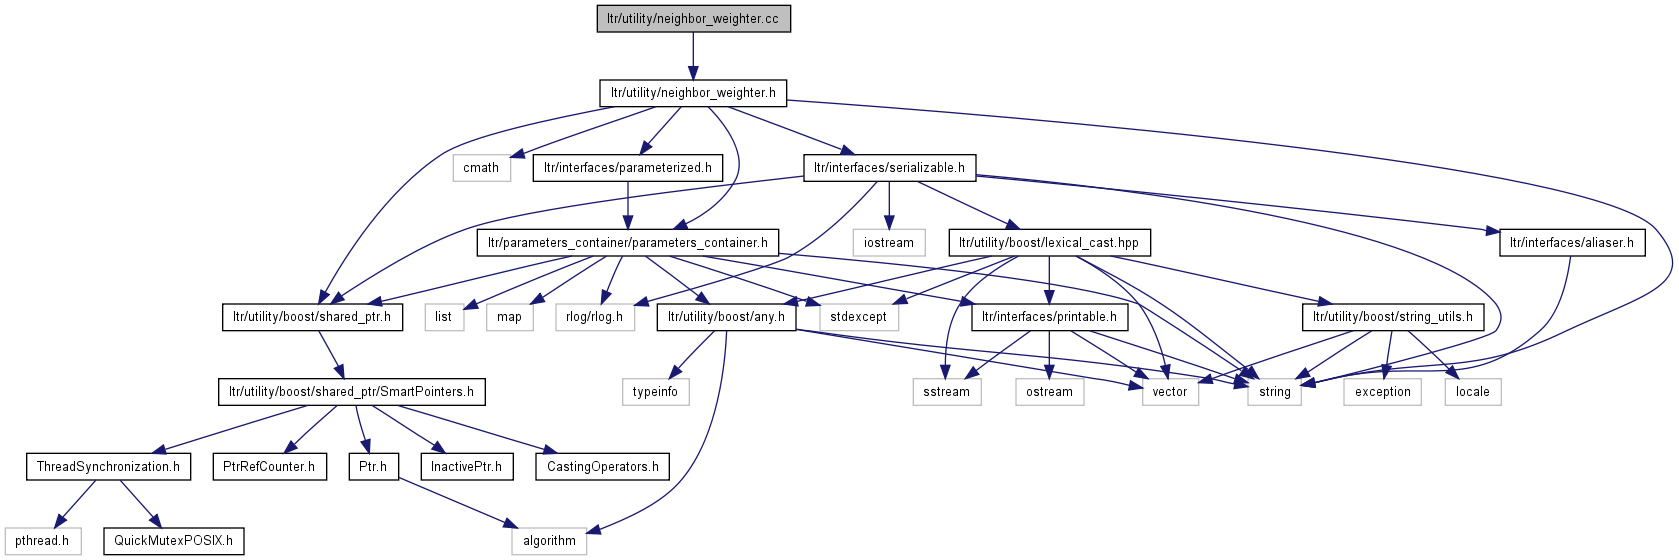 ltr/utility/neighbor_weighter.cc
ltr/utility/neighbor_weighter.h
cmath
ltr/interfaces/parameterized.h
ltr/interfaces/serializable.h
ltr/parameters_container/parameters_container.h
iostream
ltr/utility/boost/lexical_cast.hpp
ltr/interfaces/aliaser.h
ltr/utility/boost/shared_ptr.h
list
map
rlog/rlog.h
ltr/utility/boost/any.h
stdexcept
ltr/interfaces/printable.h
ltr/utility/boost/string_utils.h
ltr/utility/boost/shared_ptr/SmartPointers.h
typeinfo
sstream
ostream
vector
string
exception
locale
ThreadSynchronization.h
PtrRefCounter.h
Ptr.h
InactivePtr.h
CastingOperators.h
pthread.h
QuickMutexPOSIX.h
algorithm